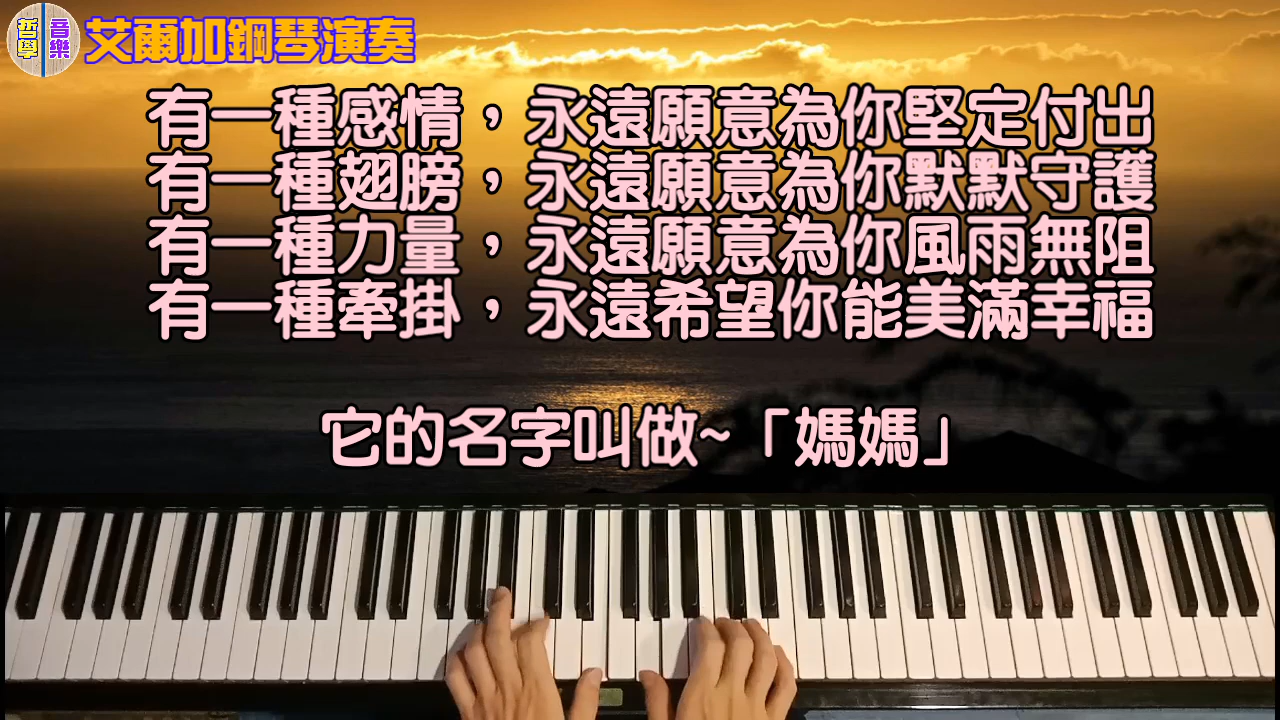 哲學 音樂
艾爾加鋼琴演奏
有一種感情，永遠願意為你堅定付出
有一種翅膀，永遠願意為你默默守護
有一種力量，永遠願意為你風雨無阻
有一種牽掛，永遠希望你能美滿幸福
它的名字叫做~「媽媽」